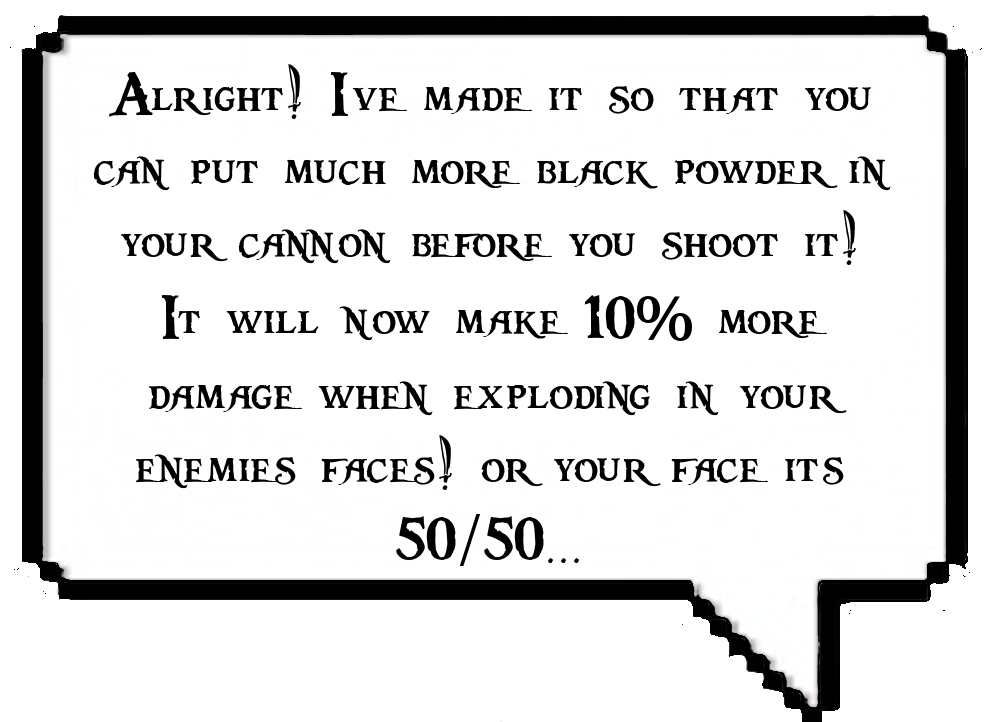 Alright! Ive made it so that you
can put much more black powder in
your cannon before you shoot it!
It will now make 10% more
damage when exploding in your
enemies faces! or your face its
50/50...